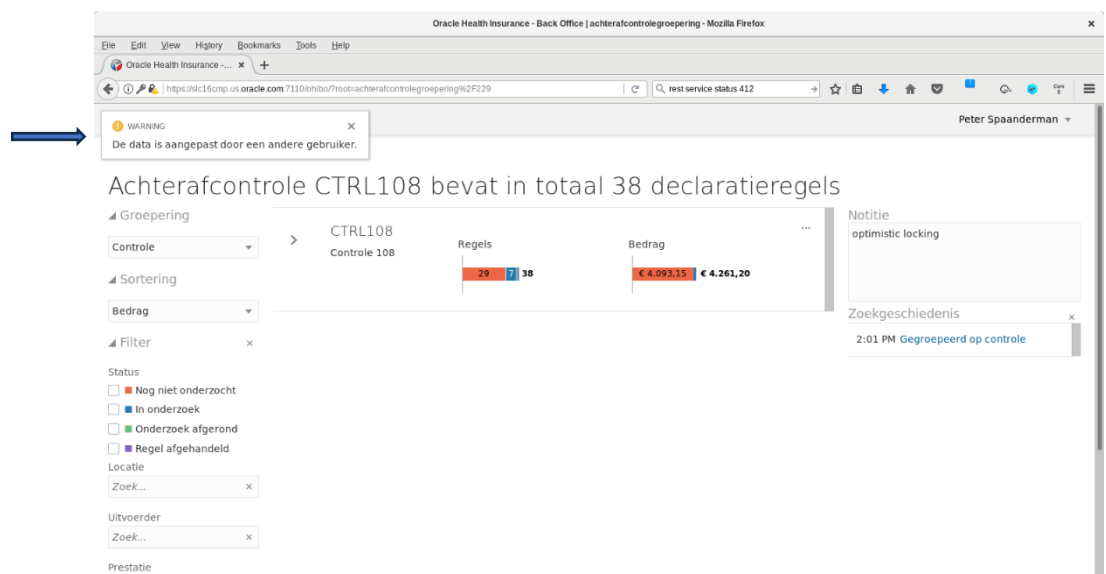 Oracle Health Insurance - Back Office | achterafcontrolegroepering - Mozilla Firefox
File Edit View History Bookmarks Tools Help
Oracle Health Insurance -...
https://slc16cmp.us.oracle.com:7110/ohibo/?root=achterafcontrolegroepering%2F229
rest service status 412
Peter Spaanderman
WARNING
De data is aangepast door een andere gebruiker.
Achterafcontrole CTRL108 bevat in totaal 38 declaratieregels
Groepering
Controle
Sortering
Bedrag
Filter
Status
Nog niet onderzocht
In onderzoek
Onderzoek afgerond
Regel afgehandeld
Locatie
Zoek...
Uitvoerder
Zoek...
Prestatie
CTRL108
Controle 108
Regels
29 7 38
Bedrag
€ 4.093,15 € 4.261,20
Notitie
optimistic locking
Zoekgeschiedenis
2:01 PM Gegroepeerd op controle